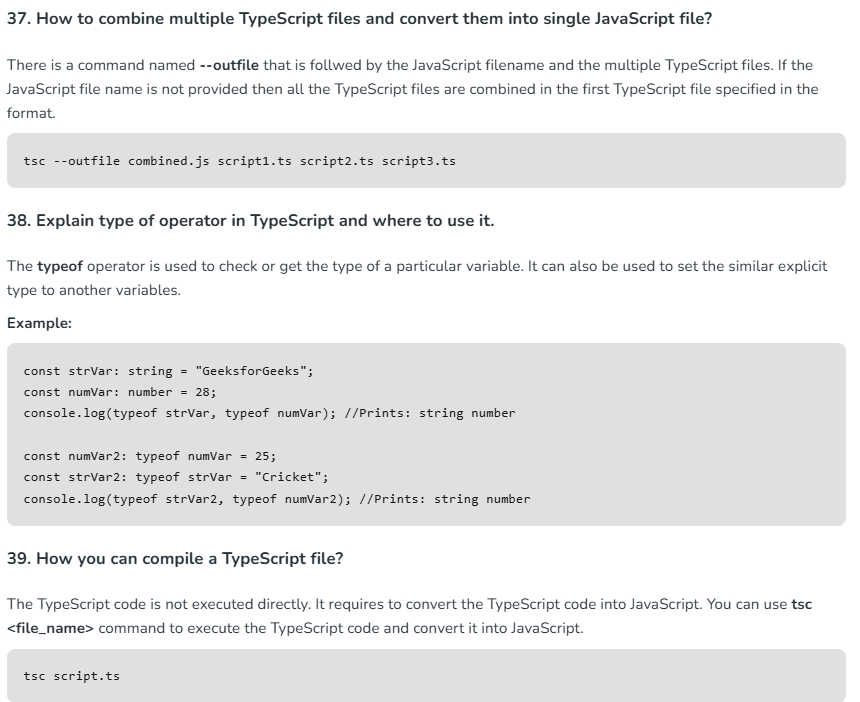 37. How to combine multiple TypeScript files and convert them into single JavaScript file?
There is a command named --outfile that is follwed by the JavaScript filename and the multiple TypeScript files. If the
JavaScript file name is not provided then all the TypeScript files are combined in the first TypeScript file specified in the
format.
tsc --outfile combined.js script1.ts script2.ts script3.ts
38. Explain type of operator in TypeScript and where to use it.
The typeof operator is used to check or get the type of a particular variable. It can also be used to set the similar explicit
type to another variables.
Example:
const strVar: string = "GeeksforGeeks";
const numVar: number = 28;
console.log(typeof strVar, typeof numVar); //Prints: string number
const numVar2: typeof numVar = 25;
const strVar2: typeof strVar = "Cricket";
console.log(typeof strVar2, typeof numVar2); //Prints: string number
39. How you can compile a TypeScript file?
The TypeScript code is not executed directly. It requires to convert the TypeScript code into JavaScript. You can use tsc
<file_name> command to execute the TypeScript code and convert it into JavaScript.
tsc script.ts